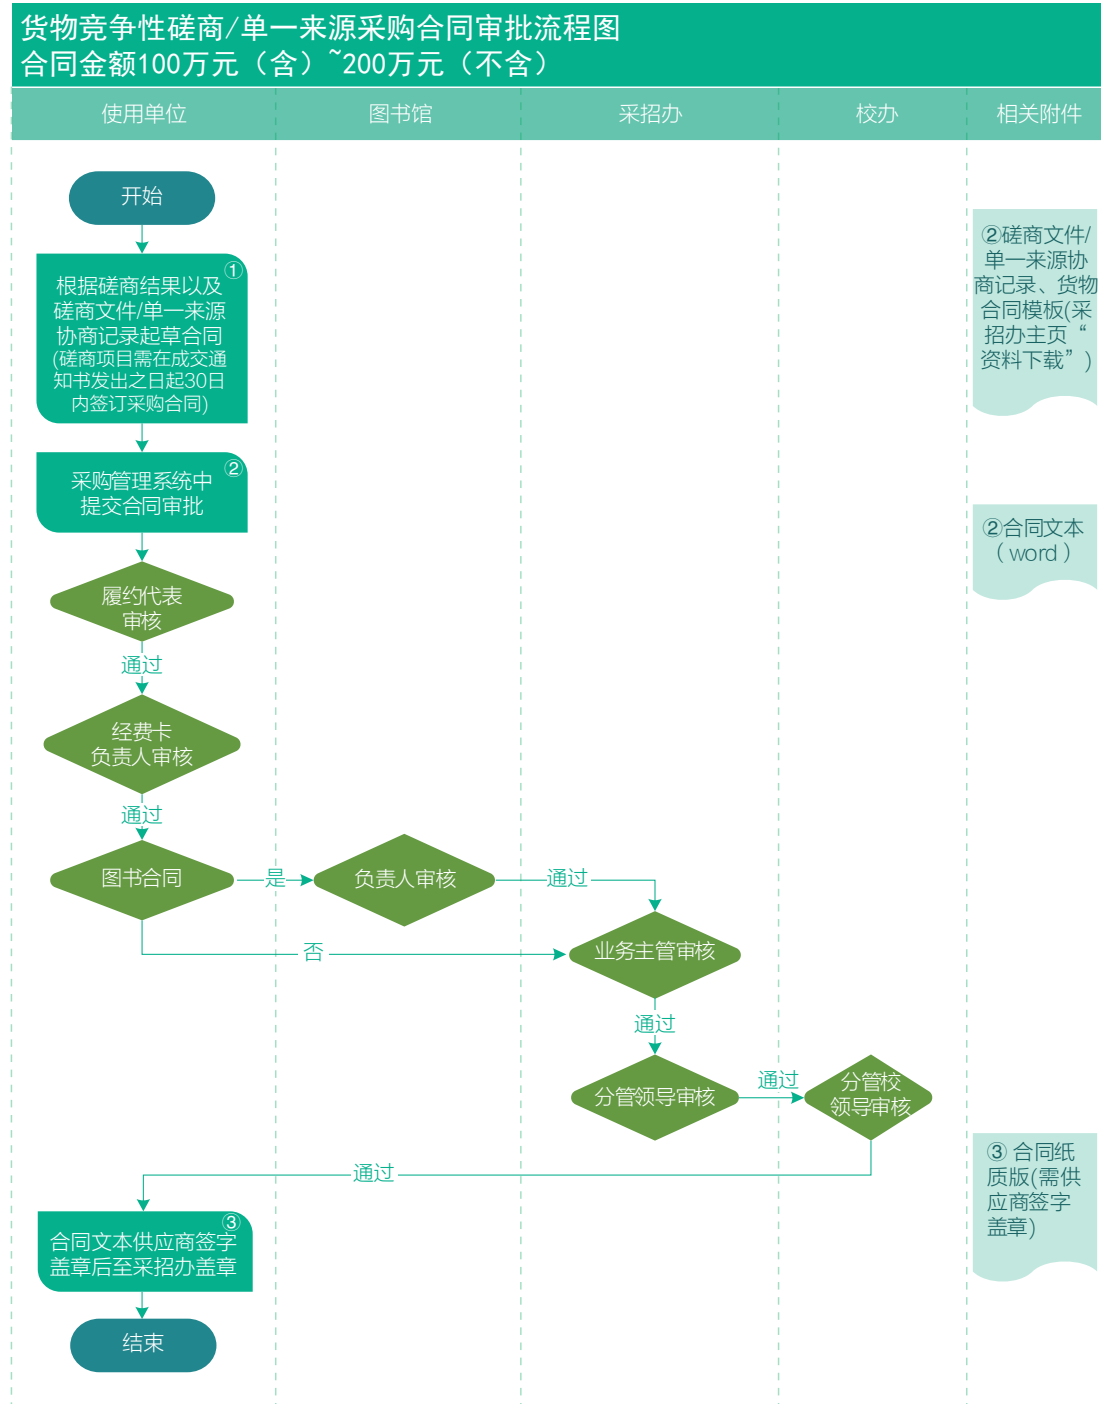 货物竞争性磋商/单一来源采购合同审批流程图
合同金额100万元（含）~200万元（不含）
使用单位
图书馆
采招办
校办
相关附件
开始
①
根据磋商结果以及
磋商文件/单一来源
协商记录起草合同
(磋商项目需在成交通
知书发出之日起30日
内签订采购合同)
②磋商文件/
单一来源协
商记录、货物
合同模板(采
招办主页“
资料下载”)
②
采购管理系统中
提交合同审批
②合同文本
（word）
履约代表
审核
通过
经费卡
负责人审核
通过
图书合同
是
负责人审核
通过
否
业务主管审核
通过
分管领导审核
通过
分管校
领导审核
通过
③ 合同纸
质版(需供
应商签字
盖章)
③
合同文本供应商签字
盖章后至采招办盖章
结束